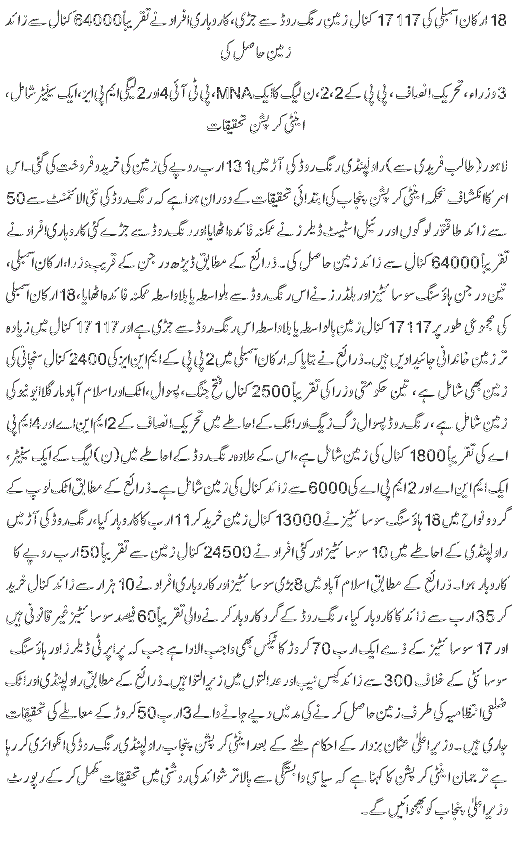 18 ارکان اسمبلی کی 17117 کنال زمین رنگ روڈ سے جڑی، کاروباری افراد نے تقریباً 64000 کنال سے زائد
زمین حاصل کی
3 وزراء، تحریک انصاف، پی پی کے 2،2، ن لیگ کا ایک MNA، پی ٹی آئی 4 اور 2 لیگی ایم پی ایز، ایک سینیٹر شامل،
اینٹی کرپشن تحقیقات
لاہور (طالب فریدی سے) راولپنڈی رنگ روڈ کی آڑ میں 131 ارب روپے کی زمین کی خرید و فروخت کی گئی۔ اس
امر کا انکشاف محکمہ اینٹی کرپشن پنجاب کی ابتدائی تحقیقات کے دوران ہوا ہے کہ رنگ روڈ کی نئی الائنمنٹ سے 50
سے زائد طاقتور لوگوں اور رئیل اسٹیٹ ڈیلرز نے ممکنہ فائدہ اٹھایا اور رنگ روڈ سے جڑے کئی کاروباری افراد نے
تقریباً 64000 کنال سے زائد زمین حاصل کی۔ ذرائع کے مطابق ڈیڑھ درجن کے قریب وزراء، ارکان اسمبلی،
تین درجن ہاؤسنگ سوسائٹیز اور بلڈرز نے اس رنگ روڈ سے بلواسطہ یا بلاواسطہ ممکنہ فائدہ اٹھایا، 18 ارکان اسمبلی
کی مجموعی طور پر 17117 کنال زمین بالواسطہ یا بلاواسطہ اس رنگ روڈ سے جڑی ہے اور 17117 کنال میں زیادہ
تر زمین خاندانی جائیدادیں ہیں۔ ذرائع نے بتایا کہ ارکان اسمبلی میں 2 پی پی کے ایم این ایز کی 2400 کنال سنجانی کی
زمین بھی شامل ہے، تین حکومتی وزرا کی تقریباً 2500 کنال فتح جنگ، پسوال، اٹک اور اسلام آباد مارگلہ ایونیو کی
زمین شامل ہے، رنگ روڈ پسوال زگ زیگ اور اٹک کے احاطے میں تحریک انصاف کے 2 ایم این اے اور 4 ایم پی
اے کی تقریباً 1800 کنال کی زمین شامل ہے، اس کے علاوہ رنگ روڈ کے احاطے میں (ن) لیگ کے ایک سینیٹر،
ایک ایم این اے اور 2 ایم پی اے کی 6000 سے زائد کنال کی زمین شامل ہے۔ ذرائع کے مطابق اٹک لوپ کے
گرد و نواح میں 18 ہاؤسنگ سوسائٹیز نے 13000 کنال زمین خرید کر 11 ارب کا کاروبار کیا، رنگ روڈ کی آڑ میں
راولپنڈی کے احاطے میں 10 سوسائٹیز اور کئی افراد نے 24500 کنال زمین سے تقریباً 50 ارب روپے کا
کاروبار ہوا۔ ذرائع کے مطابق اسلام آباد میں 8 بڑی سوسائٹیز اور کاروباری افراد نے 10 ہزار سے زائد کنال خرید
کر 35 ارب سے زائد کا کاروبار کیا، رنگ روڈ کے گرد کاروبار کرنے والی تقریباً 60 فیصد سوسائٹیز غیر قانونی ہیں
اور 17 سوسائٹیز کے ذمے ایک ارب 70 کروڑ کا ٹیکس بھی واجب الادا ہے جب کہ پراپرٹی ڈیلرز اور ہاؤسنگ
سوسائٹی کے خلاف 300 سے زائد کیس نیب اور عدالتوں میں زیر التوا ہیں۔ ذرائع کے مطابق راولپنڈی اور اٹک
ضلعی انتظامیہ کی طرف زمین حاصل کرنے کی مد میں دیے جانے والے 3 ارب 50 کروڑ کے معاملے کی تحقیقات
جاری ہیں۔ وزیراعلیٰ عثمان بزدار کے احکام ملنے کے بعد اینٹی کرپشن پنجاب راولپنڈی رنگ روڈ کی انکوائری کر رہا
ہے ترجمان اینٹی کرپشن کا کہنا ہے کہ سیاسی وابستگی سے بالاتر شواہد کی روشنی میں تحقیقات مکمل کر کے رپورٹ
وزیراعلیٰ پنجاب کو بھجوائیں گے۔